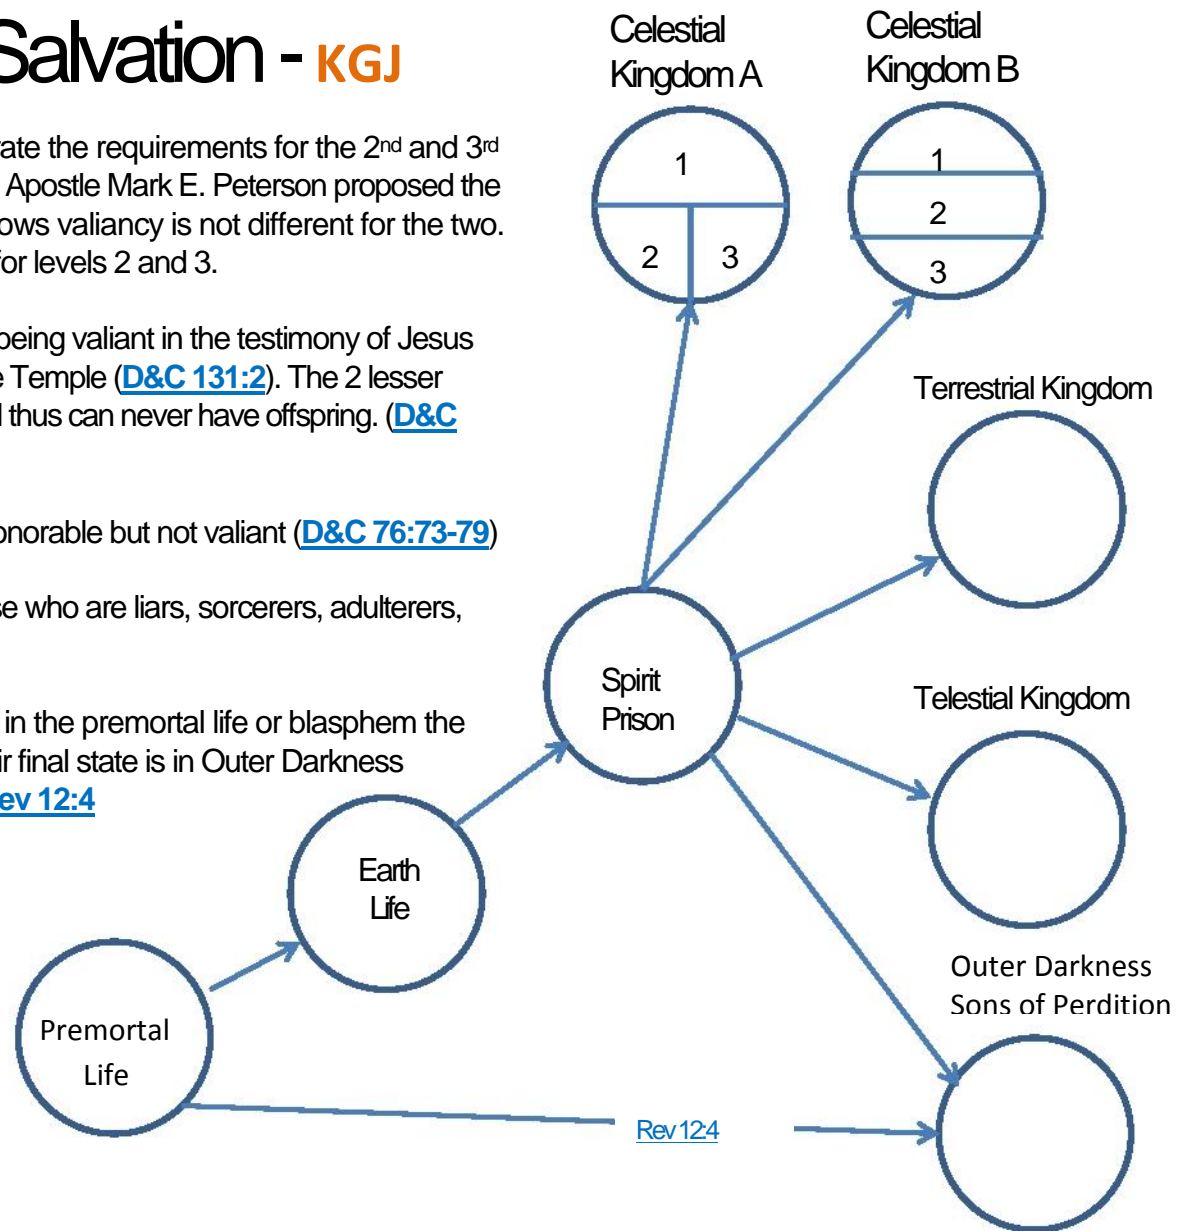 Salvation - KGJ
rate the requirements for the 2nd and 3rd
Apostle Mark E. Peterson proposed the
ows valiancy is not different for the two.
for levels 2 and 3.
being valiant in the testimony of Jesus
e Temple (D&C 131:2). The 2 lesser
d thus can never have offspring. (D&C
onorable but not valiant (D&C 76:73-79)
se who are liars, sorcerers, adulterers,
in the premortal life or blasphem the
ir final state is in Outer Darkness
Rev 12:4
Celestial
Kingdom A
1
2 3
Celestial
Kingdom B
1
2
3
Terrestrial Kingdom
Spirit
Prison
Telestial Kingdom
Earth
Life
Outer Darkness
Sons of Perdition
Premortal
Life
Rev 12:4